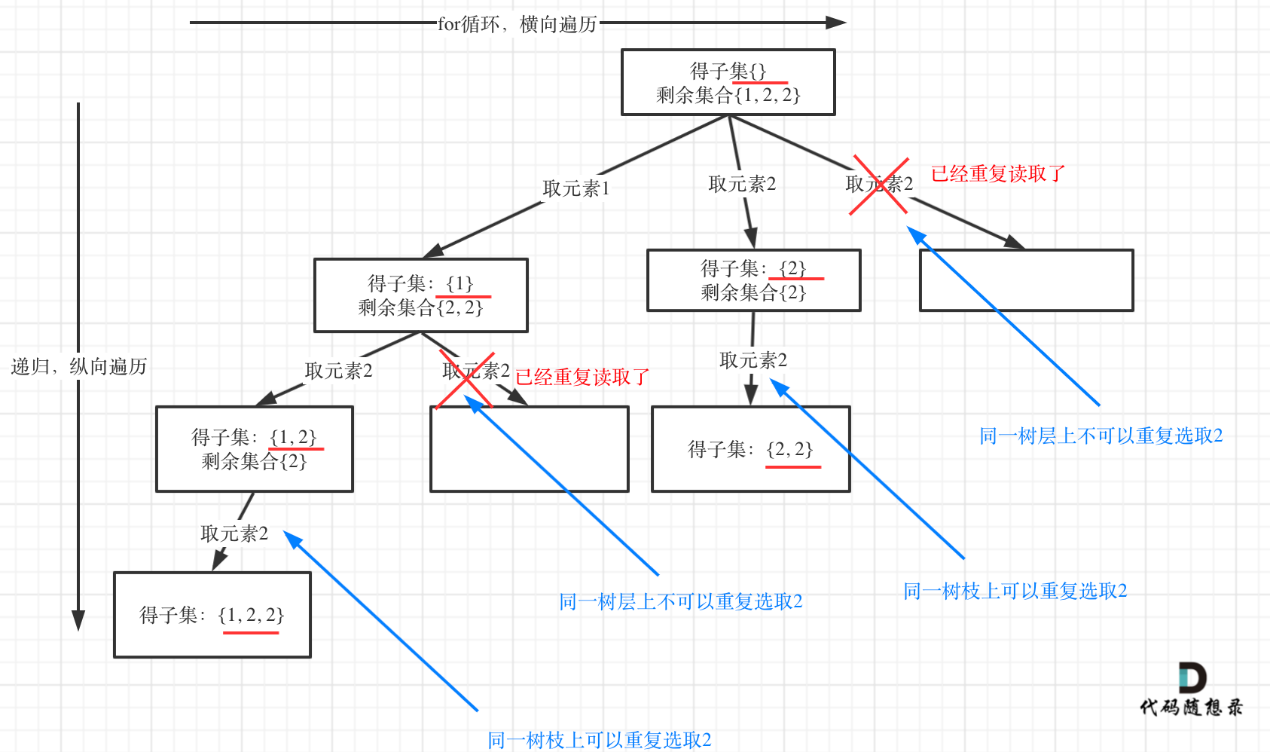 for循环，横向遍历
得子集{}
剩余集合{1, 2, 2}
取元素1
取元素2
取元素2
已经重复读取了
得子集：{1}
剩余集合{2, 2}
得子集：{2}
剩余集合{2}
递归，纵向遍历
取元素2
取元素2
已经重复读取了
取元素2
得子集：{1, 2}
剩余集合{2}
得子集：{2, 2}
同一树层上不可以重复选取2
取元素2
同一树层上不可以重复选取2
同一树枝上可以重复选取2
得子集：{1, 2, 2}
同一树枝上可以重复选取2
代码随想录